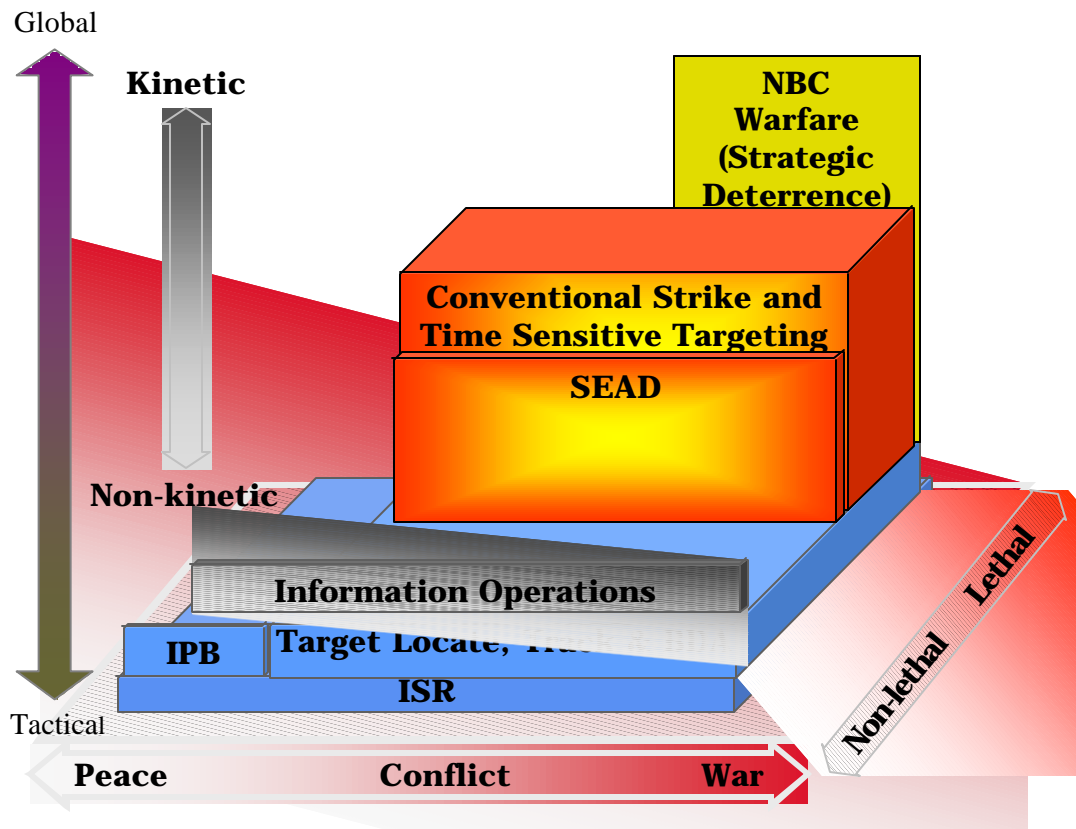 Global
Kinetic
NBC
Warfare
(Strategic
Deterrence)
Conventional Strike and
Time Sensitive Targeting
SEAD
Non-kinetic
Information Operations
IPB
Target Locate,
ISR
Lethal
Non-lethal
Tactical
Peace
Conflict
War